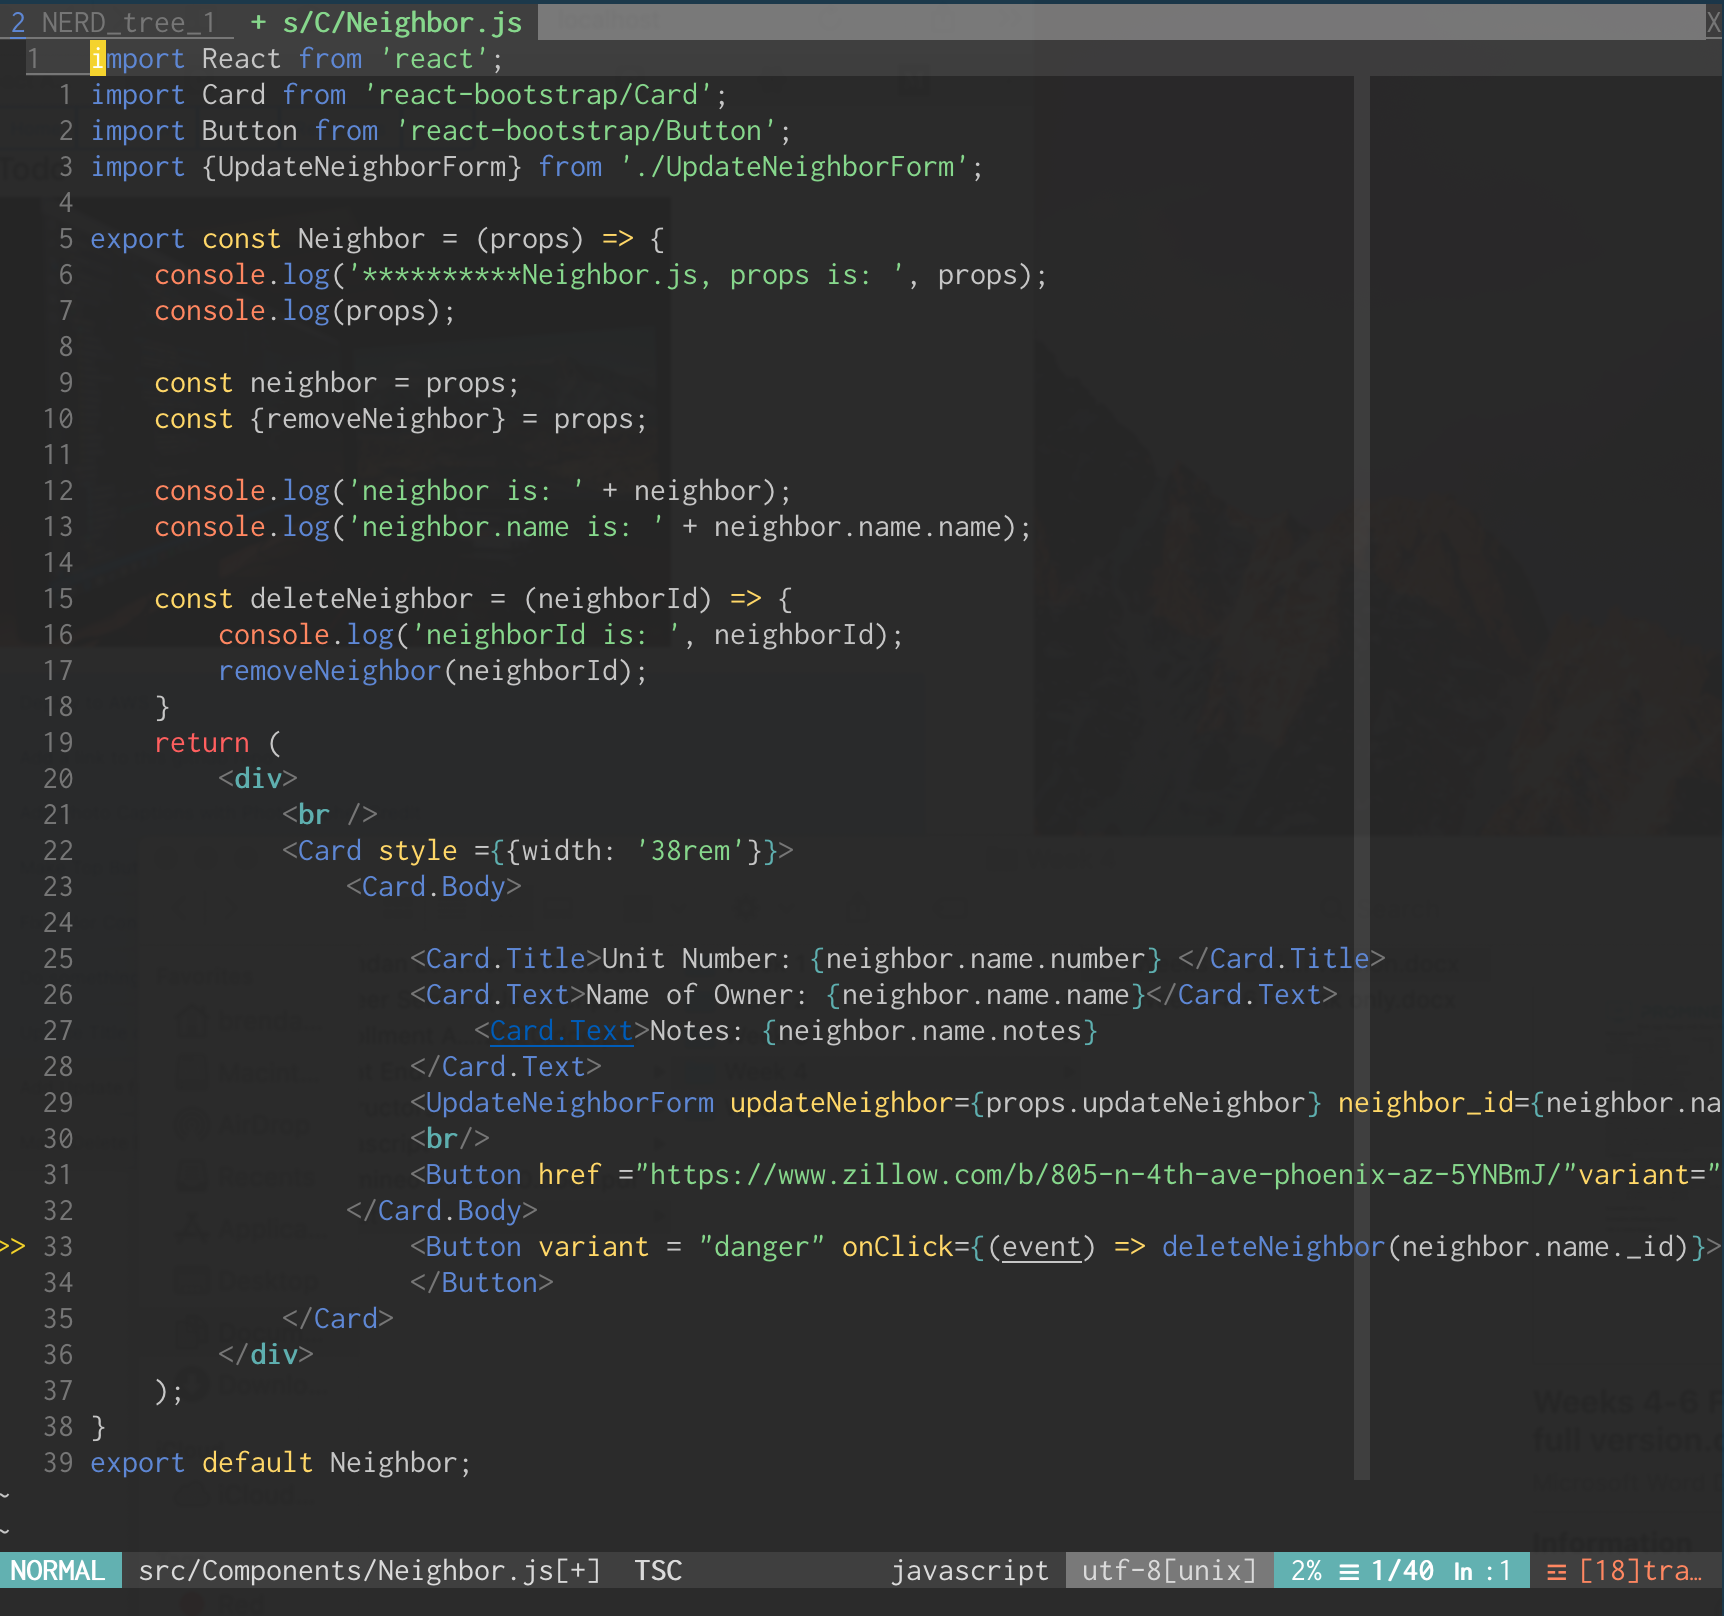 2 NERD_tree_1 + s/C/Neighbor.js X
1 import React from 'react';
1 import Card from 'react-bootstrap/Card';
2 import Button from 'react-bootstrap/Button';
3 import {UpdateNeighborForm} from './UpdateNeighborForm';
4
5 export const Neighbor = (props) => {
6 console.log('**********Neighbor.js, props is: ', props);
7 console.log(props);
8
9 const neighbor = props;
10 const {removeNeighbor} = props;
11
12 console.log('neighbor is: ' + neighbor);
13 console.log('neighbor.name is: ' + neighbor.name.name);
14
15 const deleteNeighbor = (neighborId) => {
16 console.log('neighborId is: ', neighborId);
17 removeNeighbor(neighborId);
18 }
19 return (
20 <div>
21 <br />
22 <Card style ={{width: '38rem'}}>
23 <Card.Body>
24
25 <Card.Title>Unit Number: {neighbor.name.number} </Card.Title>
26 <Card.Text>Name of Owner: {neighbor.name.name}</Card.Text>
27 <Card.Text>Notes: {neighbor.name.notes}
28 </Card.Text>
29 <UpdateNeighborForm updateNeighbor={props.updateNeighbor} neighbor_id={neighbor.na
30 <br/>
31 <Button href ="https://www.zillow.com/b/805-n-4th-ave-phoenix-az-5YNBmJ/"variant="
32 </Card.Body>
>> 33 <Button variant = "danger" onClick={(event) => deleteNeighbor(neighbor.name._id)}>
34 </Button>
35 </Card>
36 </div>
37 );
38 }
39 export default Neighbor;
~
~
NORMAL src/Components/Neighbor.js[+] TSC javascript utf-8[unix] 2% ☰ 1/40 ln :1 ☲ [18]tra…